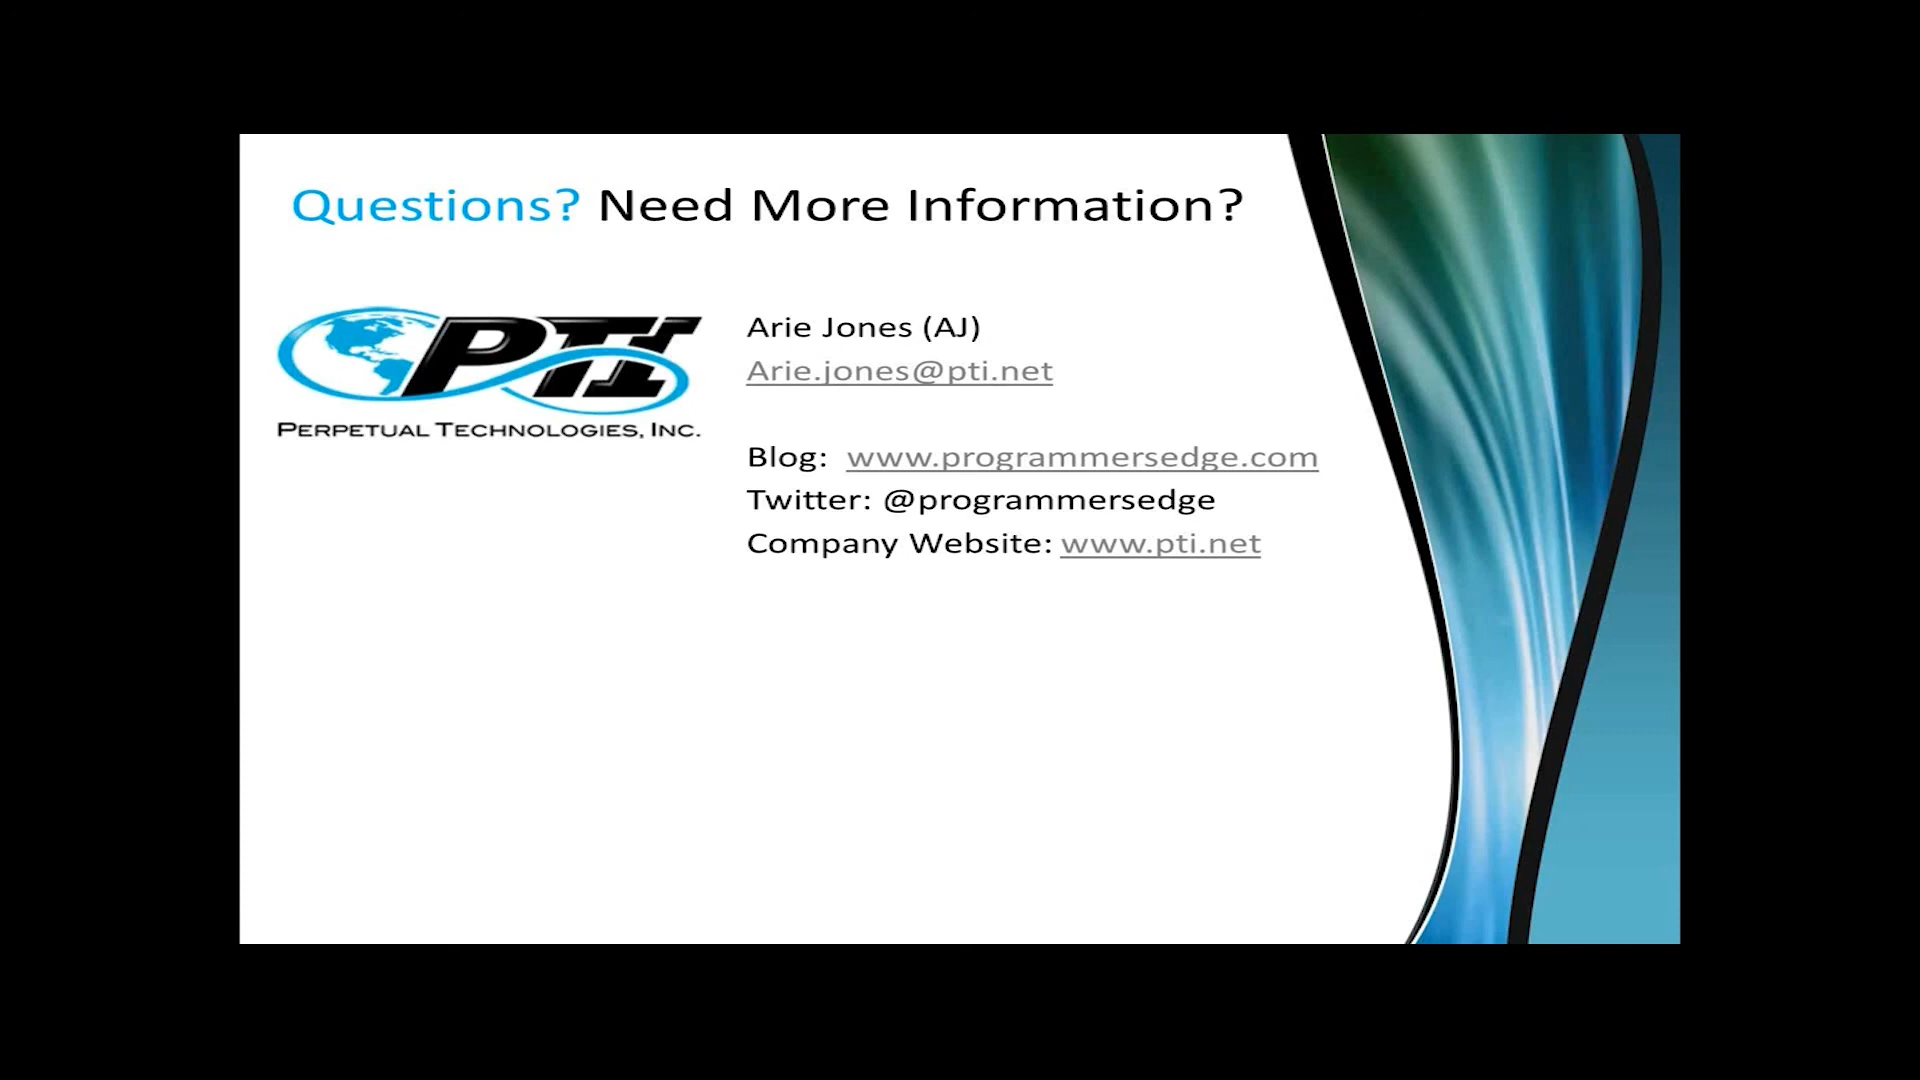 Questions? Need More Information?
PTI
PERPETUAL TECHNOLOGIES, INC.
Arie Jones (AJ)
Arie.jones@pti.net
Blog: www.programmersedge.com
Twitter: @programmersedge
Company Website: www.pti.net